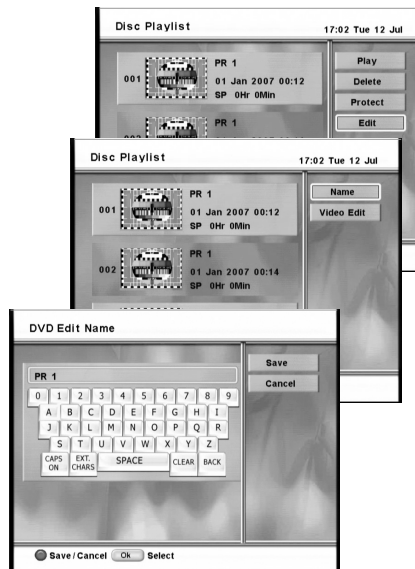 Disc Playlist
17:02 Tue 12 Jul
001
PR 1
01 Jan 2007 00:12
SP 0Hr 0Min
PR 1
Play
Delete
Protect
Edit
Disc Playlist
17:02 Tue 12 Jul
001
PR 1
01 Jan 2007 00:12
SP 0Hr 0Min
002
PR 1
01 Jan 2007 00:14
SP 0Hr 0Min
Name
Video Edit
DVD Edit Name
PR 1
0 1 2 3 4 5 6 7 8 9
A B C D E F G H I
J K L M N O P Q R
S T U V W X Y Z
CAPS ON EXT. CHARS SPACE CLEAR BACK
Save
Cancel
Save / Cancel Ok Select